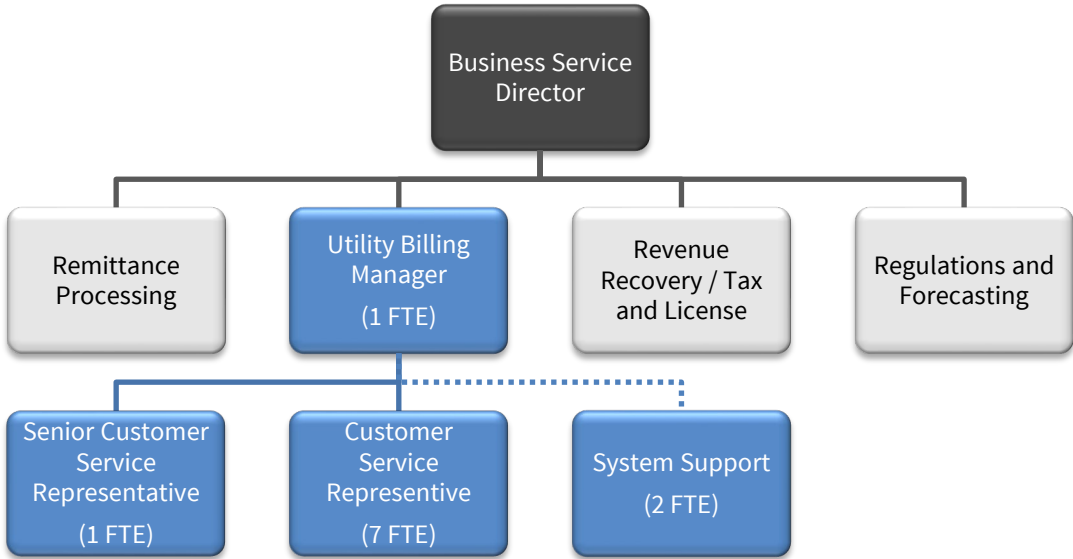 Business Service
Director
Remittance
Processing
Utility Billing
Manager
(1 FTE)
Revenue
Recovery / Tax
and License
Regulations and
Forecasting
Senior Customer
Service
Representative
(1 FTE)
Customer
Service
Representive
(7 FTE)
System Support
(2 FTE)